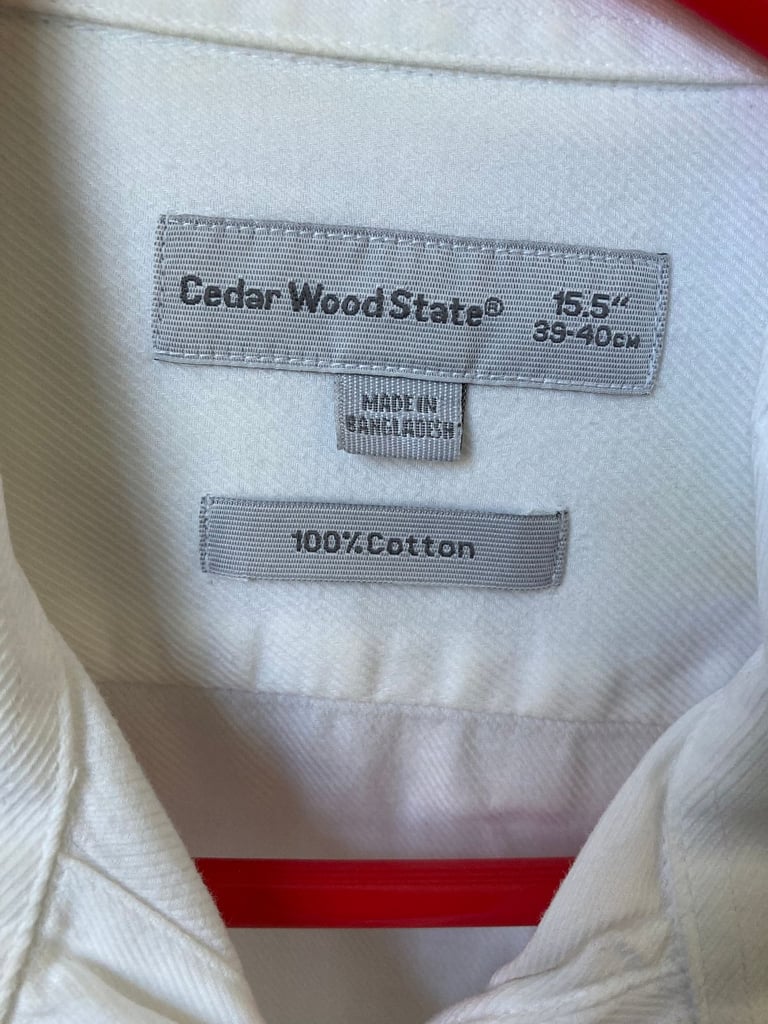 Cedar Wood State®
15.5“
39-40CM
MADE IN
BANGLADESH
100% Cotton